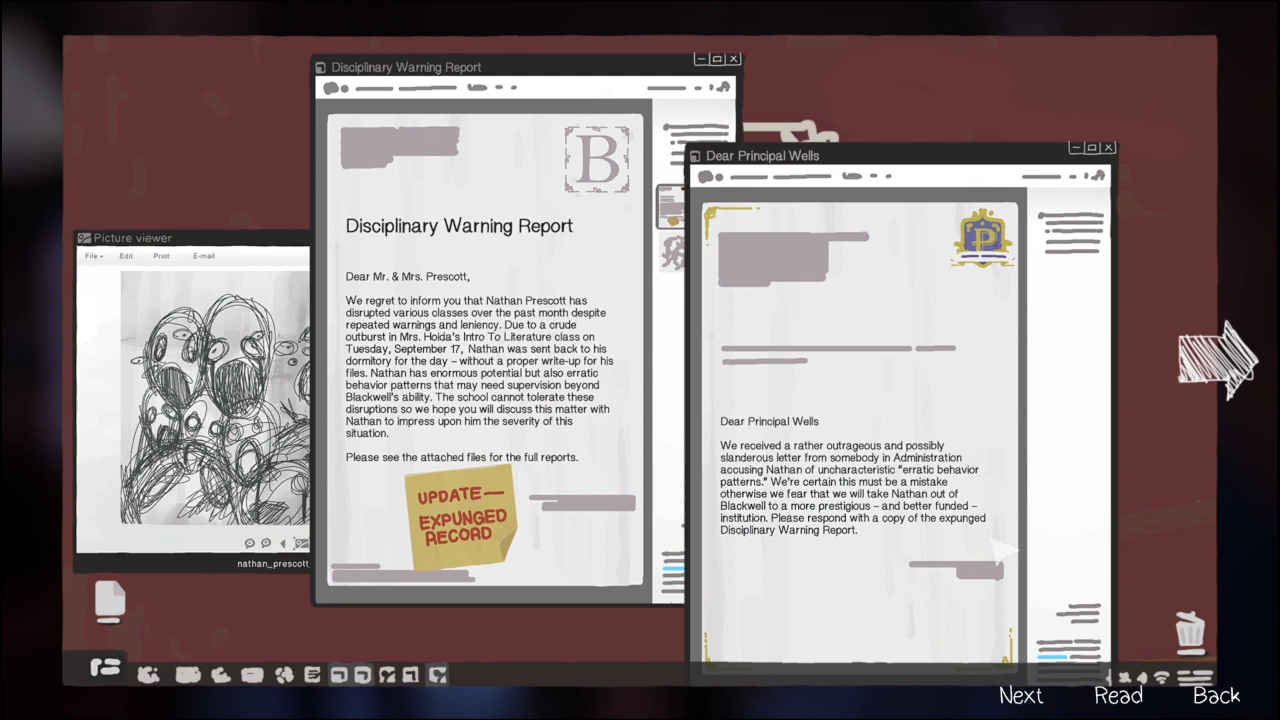 Disciplinary Warning Report
B
Disciplinary Warning Report
Dear Mr. & Mrs. Prescott,
We regret to inform you that Nathan Prescott has
disrupted various classes over the past month despite
repeated warnings and leniency. Due to a crude
outburst in Mrs. Hoida's Intro To Literature class on
Tuesday, September 17, Nathan was sent back to his
dormitory for the day – without a proper write-up for his
files. Nathan has enormous potential but also erratic
behavior patterns that may need supervision beyond
Blackwell's ability. The school cannot tolerate these
disruptions so we hope you will discuss this matter with
Nathan to impress upon him the severity of this
situation.
Please see the attached files for the full reports.
UPDATE—
EXPUNGED
RECORD
Dear Principal Wells
P
Dear Principal Wells
We received a rather outrageous and possibly
slanderous letter from somebody in Administration
accusing Nathan of uncharacteristic “erratic behavior
patterns.” We're certain this must be a mistake
otherwise we fear that we will take Nathan out of
Blackwell to a more prestigious – and better funded –
institution. Please respond with a copy of the expunged
Disciplinary Warning Report.
Picture viewer
File Edit Print E-mail
nathan_prescott
Next Read Back